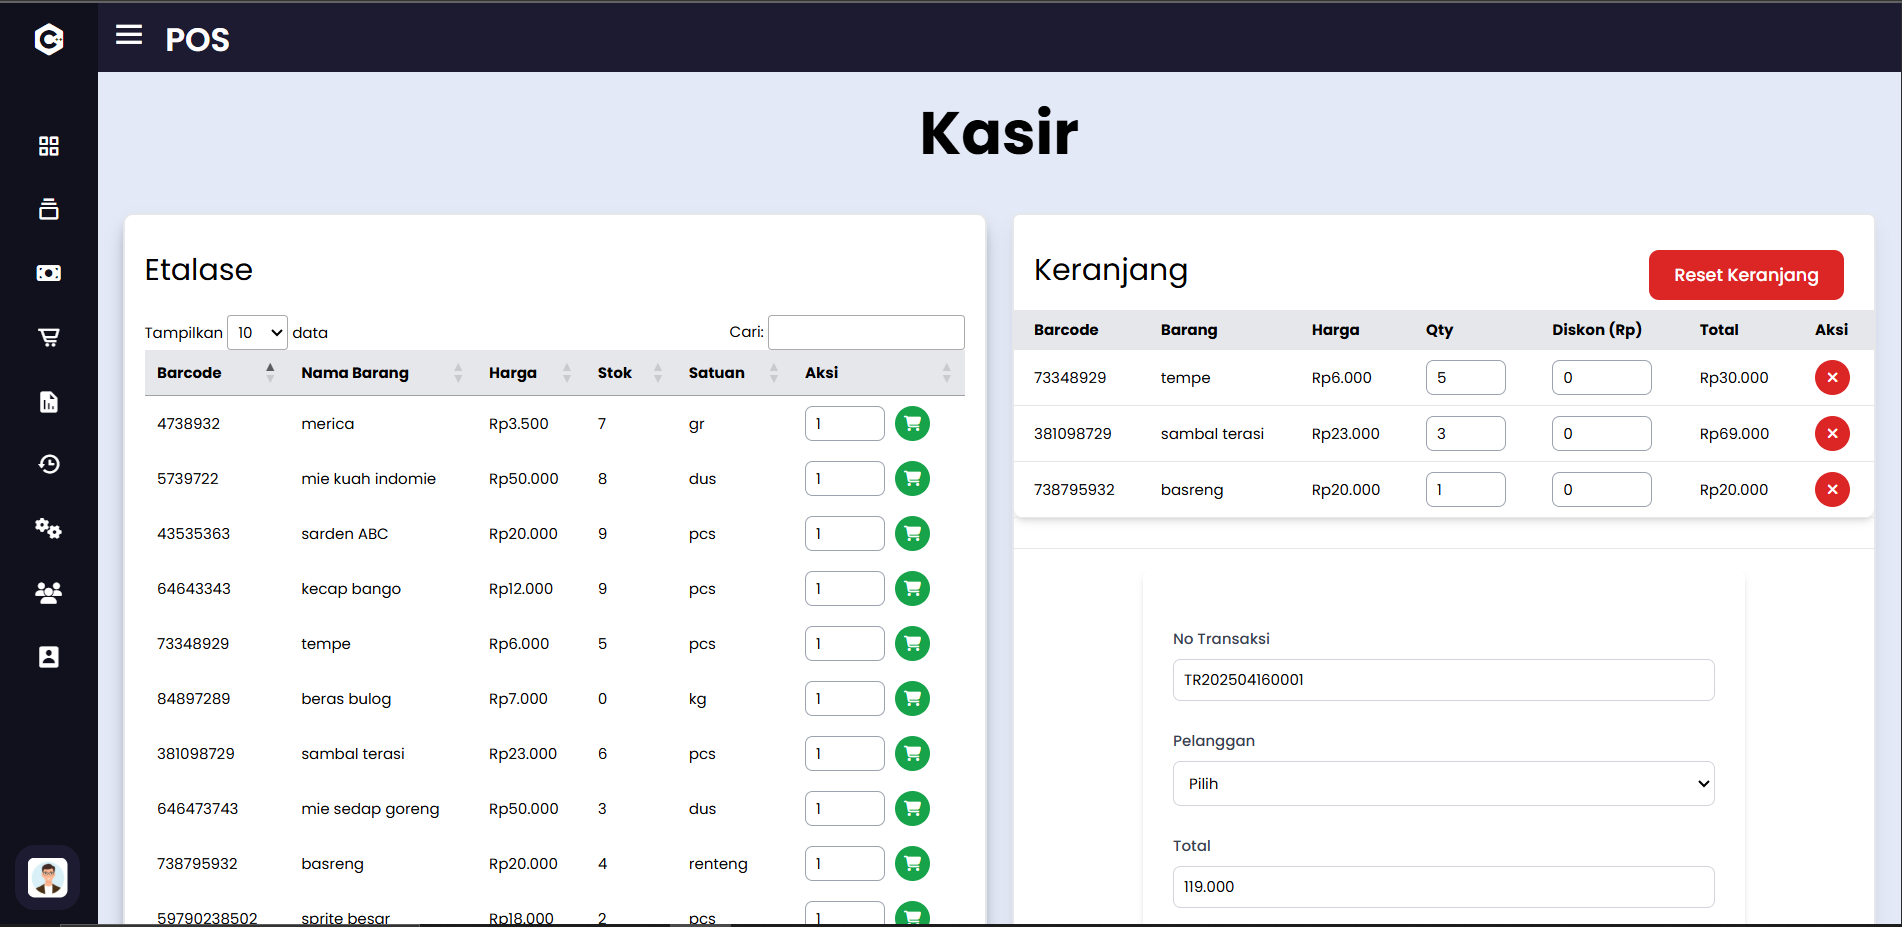 POS
Kasir
Etalase
Tampilkan 10 data
Cari:
Barcode Nama Barang Harga Stok Satuan Aksi
4738932 merica Rp3.500 7 gr 1
5739722 mie kuah indomie Rp50.000 8 dus 1
43535363 sarden ABC Rp20.000 9 pcs 1
64643343 kecap bango Rp12.000 9 pcs 1
73348929 tempe Rp6.000 5 pcs 1
84897289 beras bulog Rp7.000 0 kg 1
381098729 sambal terasi Rp23.000 6 pcs 1
646473743 mie sedap goreng Rp50.000 3 dus 1
738795932 basreng Rp20.000 4 renteng 1
59790238502 sprite besar Rp18.000 2 pcs 1
Keranjang
Reset Keranjang
Barcode Barang Harga Qty Diskon (Rp) Total Aksi
73348929 tempe Rp6.000 5 0 Rp30.000
381098729 sambal terasi Rp23.000 3 0 Rp69.000
738795932 basreng Rp20.000 1 0 Rp20.000
No Transaksi
TR202504160001
Pelanggan
Pilih
Total
119.000